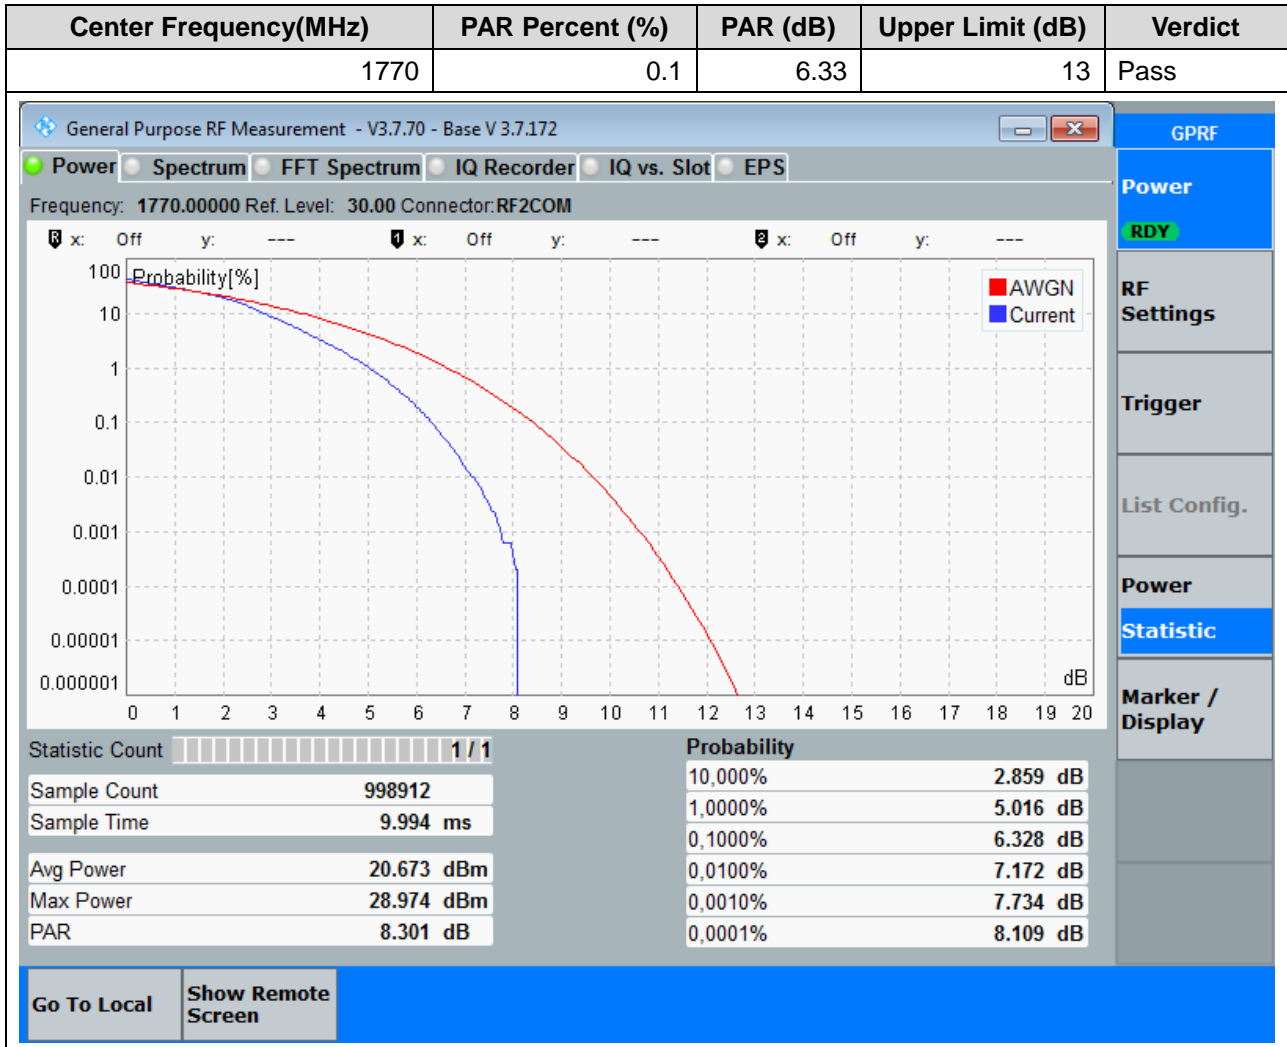 Center Frequency(MHz) PAR Percent (%) PAR (dB) Upper Limit (dB) Verdict
1770 0.1 6.33 13 Pass
General Purpose RF Measurement - V3.7.70 - Base V 3.7.172
GPRF
Power Spectrum FFT Spectrum IQ Recorder IQ vs. Slot EPS
Power
RDY
Frequency: 1770.00000 Ref. Level: 30.00 Connector:RF2COM
R x: Off y: --- 1 x: Off y: --- 2 x: Off y: ---
Probability[%]
AWGN
Current
100
10
1
0.1
0.01
0.001
0.0001
0.00001
0.000001
dB
0 1 2 3 4 5 6 7 8 9 10 11 12 13 14 15 16 17 18 19 20
RF
Settings
Trigger
List Config.
Power
Statistic
Marker /
Display
Statistic Count 1 / 1
Sample Count 998912
Sample Time 9.994 ms
Avg Power 20.673 dBm
Max Power 28.974 dBm
PAR 8.301 dB
Probability
10,000% 2.859 dB
1,0000% 5.016 dB
0,1000% 6.328 dB
0,0100% 7.172 dB
0,0010% 7.734 dB
0,0001% 8.109 dB
Go To Local
Show Remote
Screen